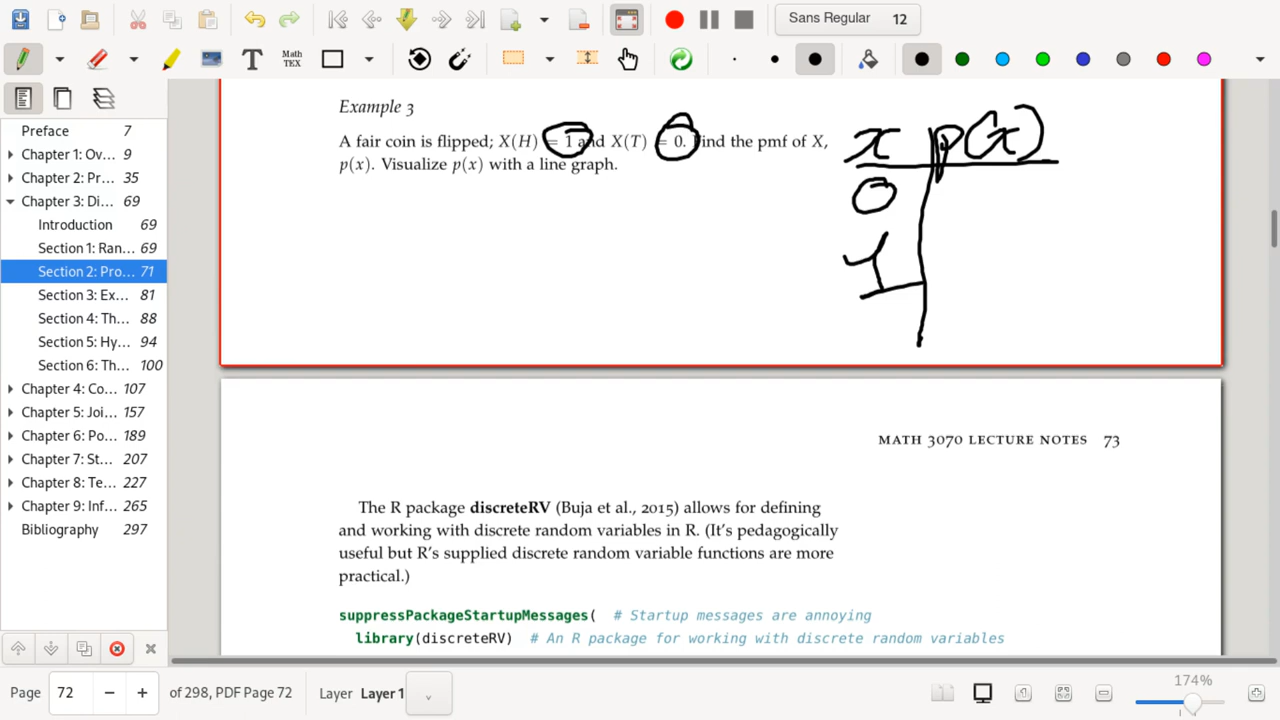 Sans Regular 12
T Math TEX
Preface 7
Chapter 1: Ov... 9
Chapter 2: Pr... 35
Chapter 3: Di... 69
Introduction 69
Section 1: Ran... 69
Section 2: Pro... 71
Section 3: Ex... 81
Section 4: Th... 88
Section 5: Hy... 94
Section 6: Th... 100
Chapter 4: Co... 107
Chapter 5: Joi... 157
Chapter 6: Po... 189
Chapter 7: St... 207
Chapter 8: Te... 227
Chapter 9: Inf... 265
Bibliography 297
Example 3
A fair coin is flipped; X(H) = 1 and X(T) = 0. Find the pmf of X,
p(x). Visualize p(x) with a line graph.
x p(x)
0
1
MATH 3070 LECTURE NOTES 73
The R package discreteRV (Buja et al., 2015) allows for defining
and working with discrete random variables in R. (It's pedagogically
useful but R's supplied discrete random variable functions are more
practical.)
suppressPackageStartupMessages( # Startup messages are annoying
library(discreteRV) # An R package for working with discrete random variables
Page 72 − + of 298, PDF Page 72 Layer Layer 1 174%